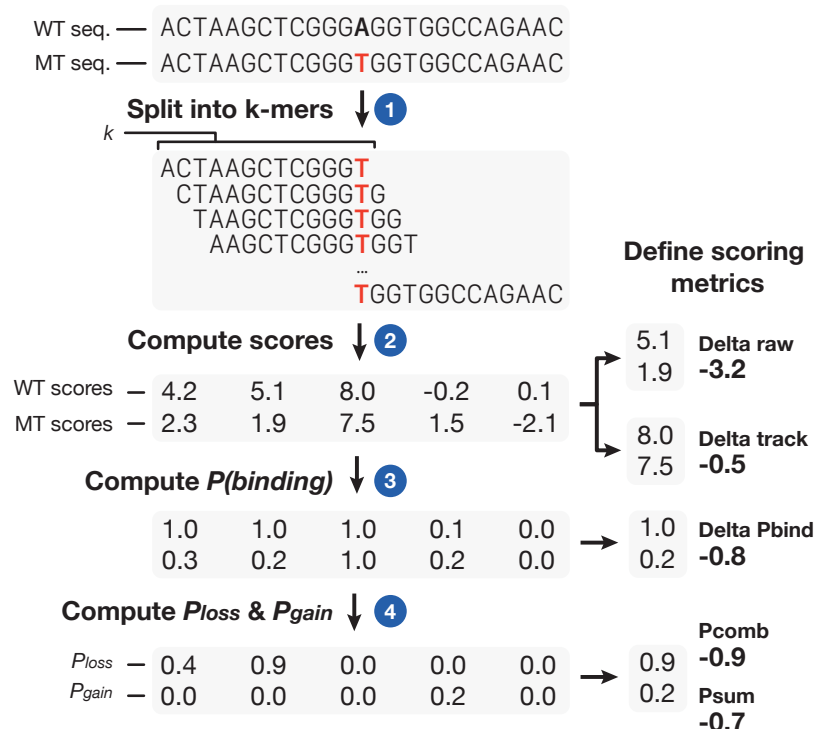 WT seq. — ACTAAGCTCGGGAGGTGGCCAGAAC
MT seq. — ACTAAGCTCGGGTGGTGGCCAGAAC
Split into k-mers 1
k
ACTAAGCTCGGGT
CTAAGCTCGGGTG
TAAGCTCGGGTGG
AAGCTCGGGTGGT
...
TGGTGGCCAGAAC
Define scoring
metrics
Compute scores 2
WT scores — 4.2 5.1 8.0 -0.2 0.1
MT scores — 2.3 1.9 7.5 1.5 -2.1
5.1 Delta raw
1.9 -3.2
8.0 Delta track
7.5 -0.5
Compute P(binding) 3
1.0 1.0 1.0 0.1 0.0
0.3 0.2 1.0 0.2 0.0
1.0 Delta Pbind
0.2 -0.8
Compute Ploss & Pgain 4
Ploss — 0.4 0.9 0.0 0.0 0.0
Pgain — 0.0 0.0 0.0 0.2 0.0
0.9
0.2
Pcomb
-0.9
Psum
-0.7